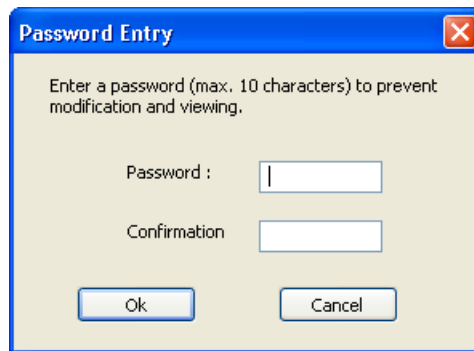 Password Entry
Enter a password (max. 10 characters) to prevent
modification and viewing.
Password :
Confirmation
Ok
Cancel